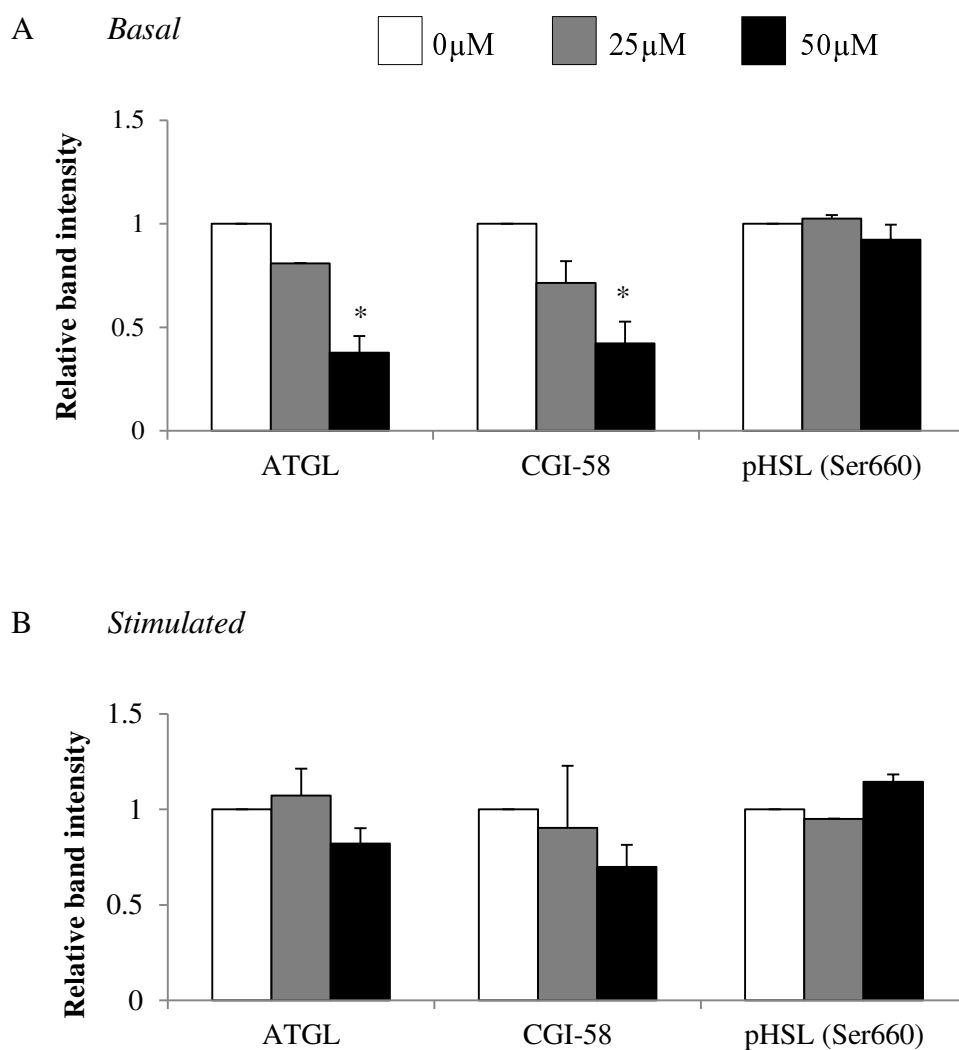 A Basal 0µM 25µM 50µM
Relative band intensity
1.5
1
0.5
0
*
*
ATGL CGI-58 pHSL (Ser660)
B Stimulated
Relative band intensity
1.5
1
0.5
0
ATGL CGI-58 pHSL (Ser660)